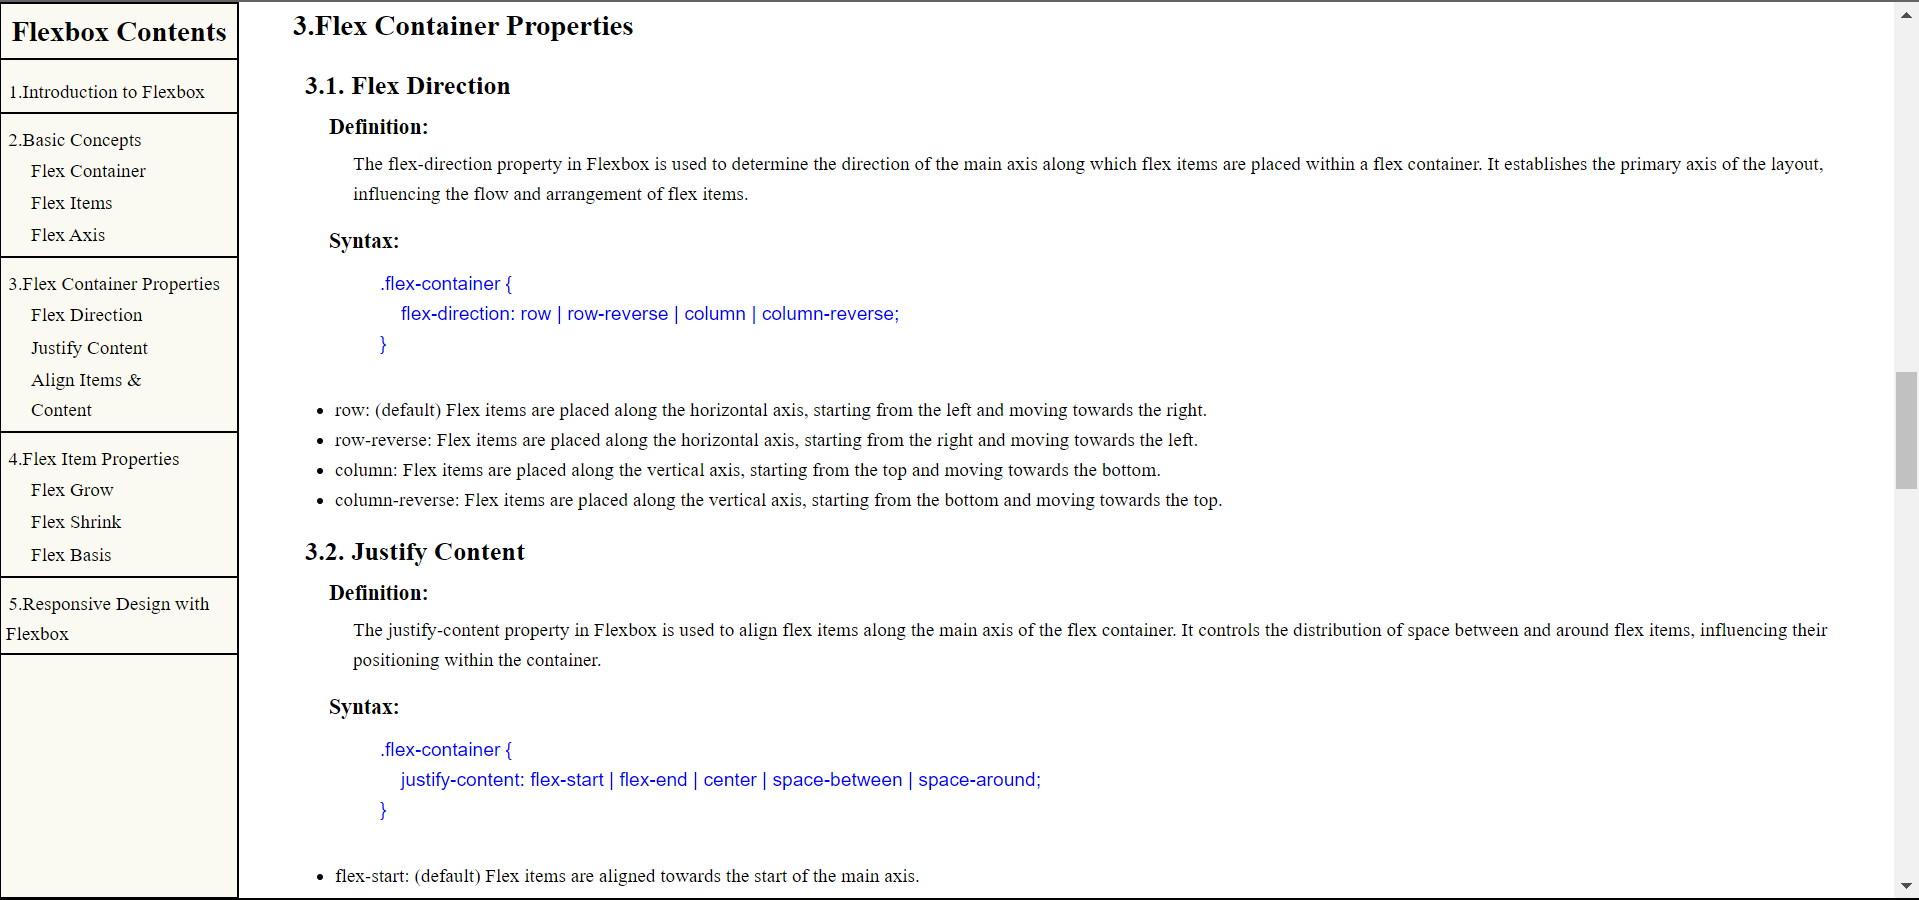 Flexbox Contents
1.Introduction to Flexbox
2.Basic Concepts
Flex Container
Flex Items
Flex Axis
3.Flex Container Properties
Flex Direction
Justify Content
Align Items &
Content
4.Flex Item Properties
Flex Grow
Flex Shrink
Flex Basis
5.Responsive Design with
Flexbox
3.Flex Container Properties
3.1. Flex Direction
Definition:
The flex-direction property in Flexbox is used to determine the direction of the main axis along which flex items are placed within a flex container. It establishes the primary axis of the layout,
influencing the flow and arrangement of flex items.
Syntax:
.flex-container {
flex-direction: row | row-reverse | column | column-reverse;
}
• row: (default) Flex items are placed along the horizontal axis, starting from the left and moving towards the right.
• row-reverse: Flex items are placed along the horizontal axis, starting from the right and moving towards the left.
• column: Flex items are placed along the vertical axis, starting from the top and moving towards the bottom.
• column-reverse: Flex items are placed along the vertical axis, starting from the bottom and moving towards the top.
3.2. Justify Content
Definition:
The justify-content property in Flexbox is used to align flex items along the main axis of the flex container. It controls the distribution of space between and around flex items, influencing their
positioning within the container.
Syntax:
.flex-container {
justify-content: flex-start | flex-end | center | space-between | space-around;
}
• flex-start: (default) Flex items are aligned towards the start of the main axis.